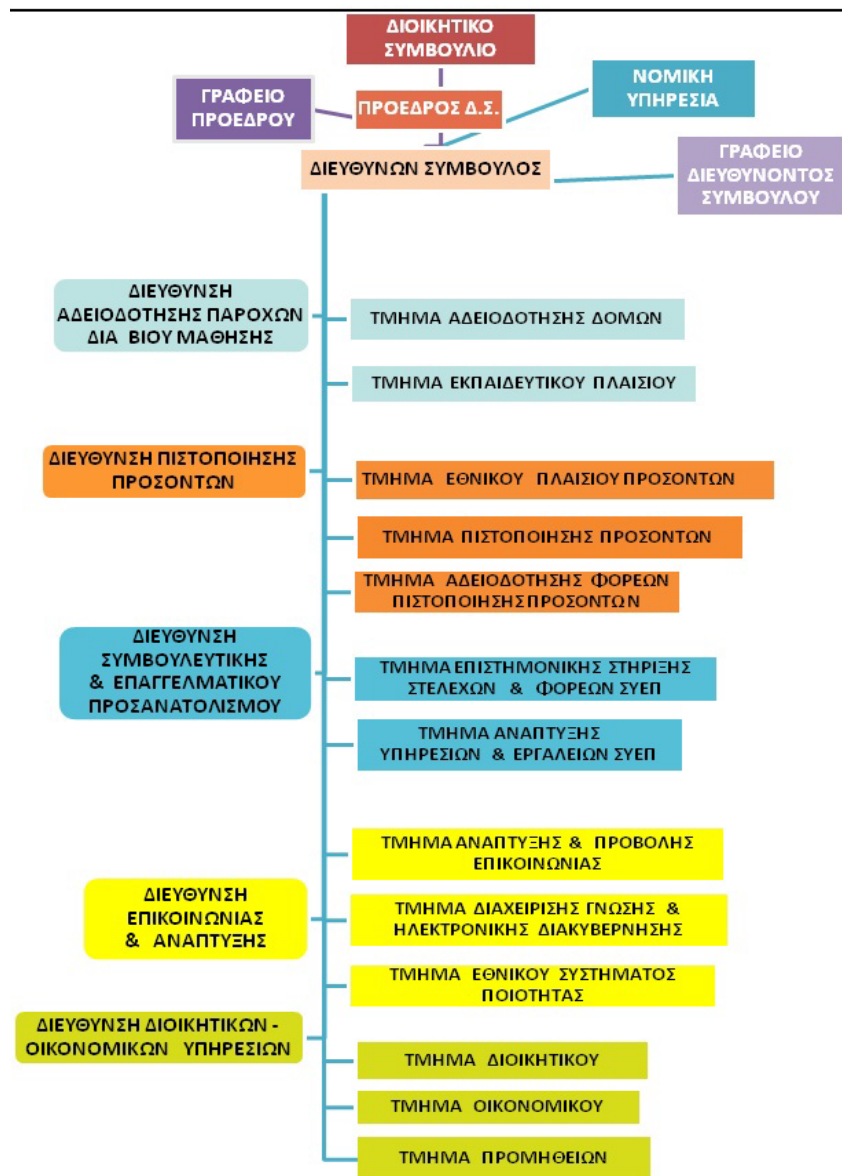 ΔΙΟΙΚΗΤΙΚΟ
ΣΥΜΒΟΥΛΙΟ
ΓΡΑΦΕΙΟ
ΠΡΟΕΔΡΟΥ
ΠΡΟΕΔΡΟΣ Δ.Σ.
ΝΟΜΙΚΗ
ΥΠΗΡΕΣΙΑ
ΔΙΕΥΘΥΝΩΝ ΣΥΜΒΟΥΛΟΣ
ΓΡΑΦΕΙΟ
ΔΙΕΥΘΥΝΟΝΤΟΣ
ΣΥΜΒΟΥΛΟΥ
ΔΙΕΥΘΥΝΣΗ
ΑΔΕΙΟΔΟΤΗΣΗΣ ΠΑΡΟΧΩΝ
ΔΙΑ ΒΙΟΥ ΜΑΘΗΣΗΣ
ΤΜΗΜΑ ΑΔΕΙΟΔΟΤΗΣΗΣ ΔΟΜΩΝ
ΤΜΗΜΑ ΕΚΠΑΙΔΕΥΤΙΚΟΥ ΠΛΑΙΣΙΟΥ
ΔΙΕΥΘΥΝΣΗ ΠΙΣΤΟΠΟΙΗΣΗΣ
ΠΡΟΣΟΝΤΩΝ
ΤΜΗΜΑ ΕΘΝΙΚΟΥ ΠΛΑΙΣΙΟΥ ΠΡΟΣΟΝΤΩΝ
ΤΜΗΜΑ ΠΙΣΤΟΠΟΙΗΣΗΣ ΠΡΟΣΟΝΤΩΝ
ΤΜΗΜΑ ΑΔΕΙΟΔΟΤΗΣΗΣ ΦΟΡΕΩΝ
ΠΙΣΤΟΠΟΙΗΣΗΣ ΠΡΟΣΟΝΤΩΝ
ΔΙΕΥΘΥΝΣΗ
ΣΥΜΒΟΥΛΕΥΤΙΚΗΣ
& ΕΠΑΓΓΕΛΜΑΤΙΚΟΥ
ΠΡΟΣΑΝΑΤΟΛΙΣΜΟΥ
ΤΜΗΜΑ ΕΠΙΣΤΗΜΟΝΙΚΗΣ ΣΤΗΡΙΞΗΣ
ΣΤΕΛΕΧΩΝ & ΦΟΡΕΩΝ ΣΥΕΠ
ΤΜΗΜΑ ΑΝΑΠΤΥΞΗΣ
ΥΠΗΡΕΣΙΩΝ & ΕΡΓΑΛΕΙΩΝ ΣΥΕΠ
ΤΜΗΜΑ ΑΝΑΠΤΥΞΗΣ & ΠΡΟΒΟΛΗΣ
ΕΠΙΚΟΙΝΩΝΙΑΣ
ΔΙΕΥΘΥΝΣΗ
ΕΠΙΚΟΙΝΩΝΙΑΣ
& ΑΝΑΠΤΥΞΗΣ
ΤΜΗΜΑ ΔΙΑΧΕΙΡΙΣΗΣ ΓΝΩΣΗΣ &
ΗΛΕΚΤΡΟΝΙΚΗΣ ΔΙΑΚΥΒΕΡΝΗΣΗΣ
ΤΜΗΜΑ ΕΘΝΙΚΟΥ ΣΥΣΤΗΜΑΤΟΣ
ΠΟΙΟΤΗΤΑΣ
ΔΙΕΥΘΥΝΣΗ ΔΙΟΙΚΗΤΙΚΩΝ -
ΟΙΚΟΝΟΜΙΚΩΝ ΥΠΗΡΕΣΙΩΝ
ΤΜΗΜΑ ΔΙΟΙΚΗΤΙΚΟΥ
ΤΜΗΜΑ ΟΙΚΟΝΟΜΙΚΟΥ
ΤΜΗΜΑ ΠΡΟΜΗΘΕΙΩΝ